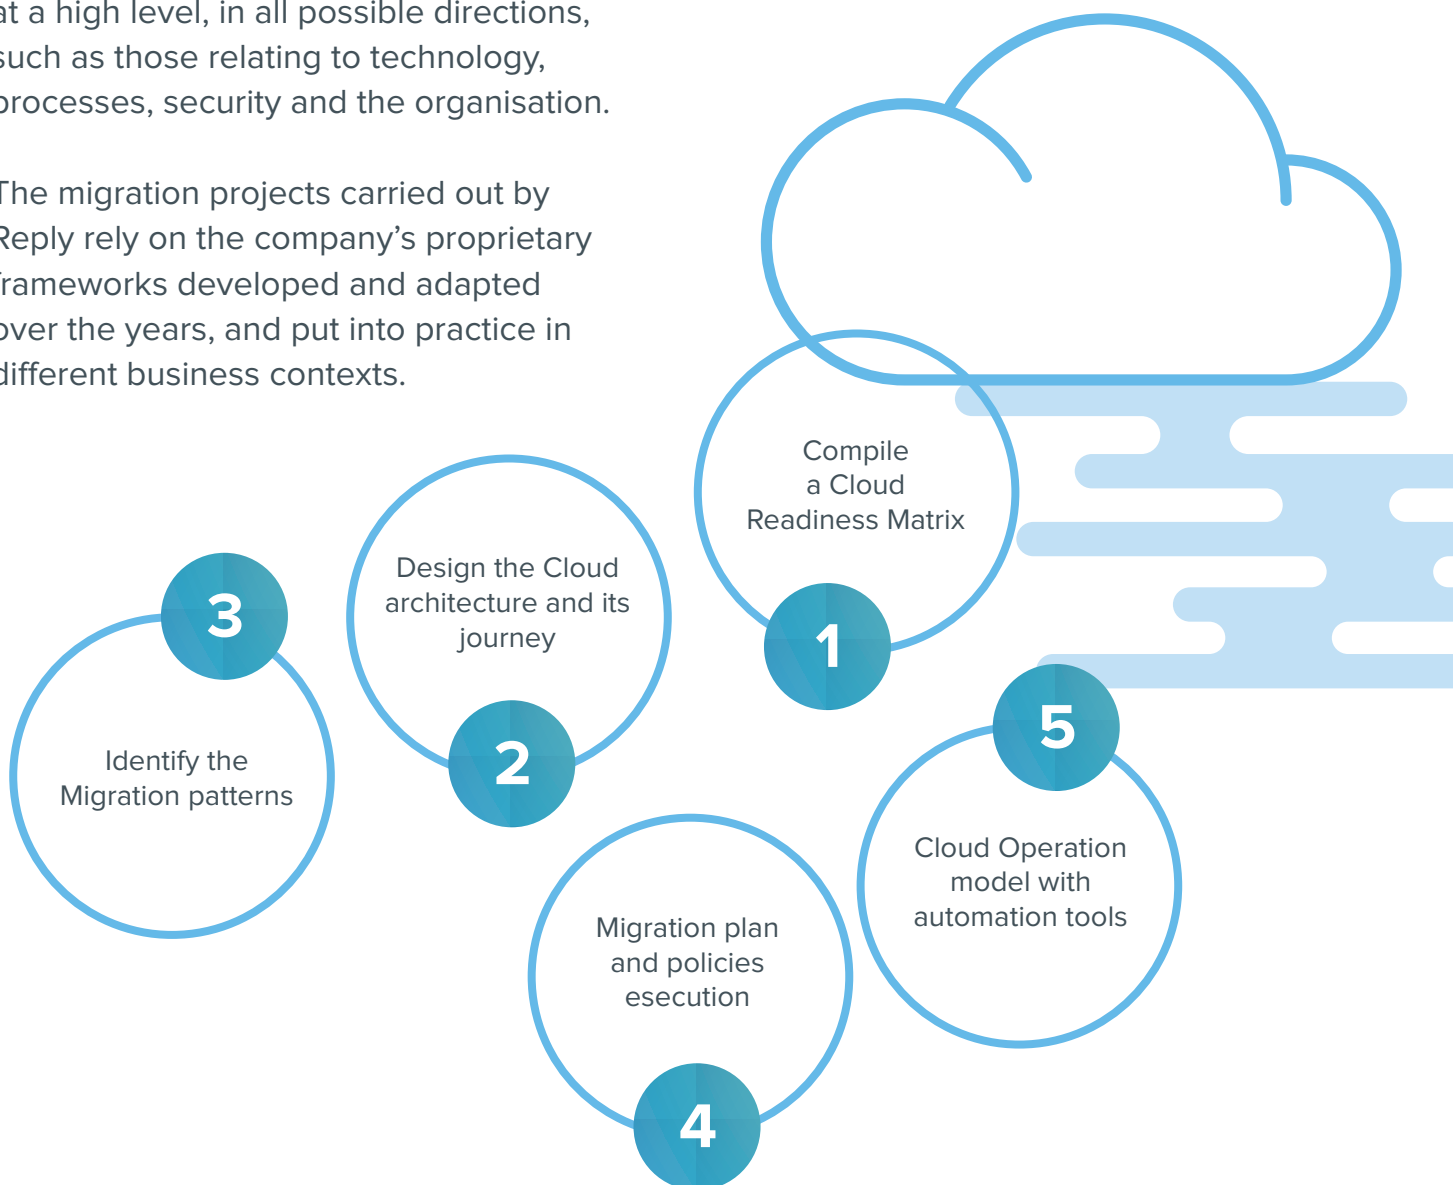 at a high level, in all possible directions,
such as those relating to technology,
processes, security and the organisation.
The migration projects carried out by
Reply rely on the company's proprietary
frameworks developed and adapted
over the years, and put into practice in
different business contexts.
Compile
a Cloud
Readiness Matrix
1
Design the Cloud
architecture and its
journey
2
3
Identify the
Migration patterns
Migration plan
and policies
esecution
4
5
Cloud Operation
model with
automation tools